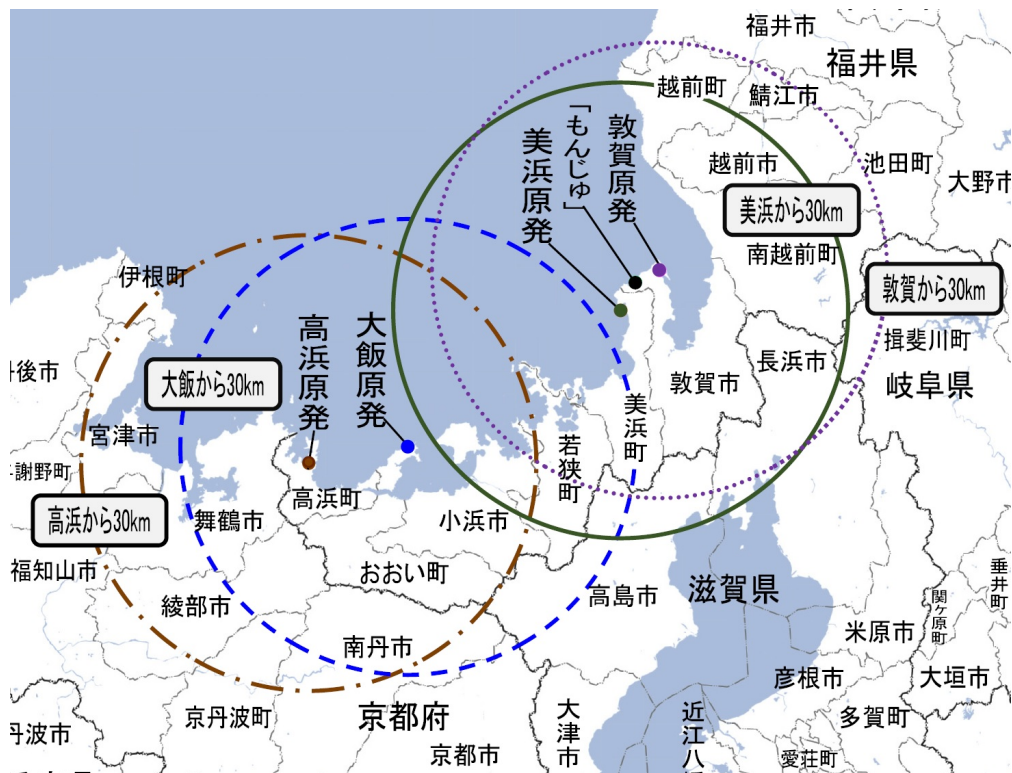 福井市
福井県
越前町
鯖江市
敦賀原発
「もんじゅ」
美浜原発
越前市
池田町
大野市
美浜から30km
南越前町
伊根町
敦賀から30km
揖斐川町
長浜市
岐阜県
高浜原発
大飯原発
大飯から30km
敦賀市
美浜町
若狭町
宮津市
高浜町
高浜から30km
舞鶴市
小浜市
福知山市
おおい町
綾部市
高島市
滋賀県
垂井町
関ヶ原町
米原市
南丹市
彦根市
大垣市
京丹波町
京都府
大津市
近江八
多賀町
京都市
愛荘町
丹波市